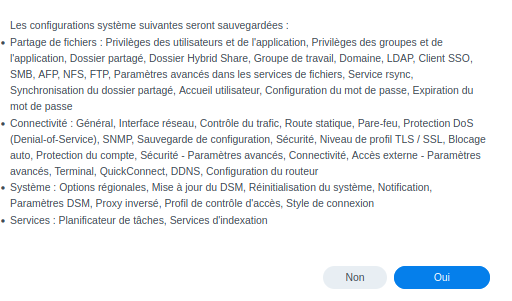 Les configurations système suivantes seront sauvegardées :
• Partage de fichiers : Privilèges des utilisateurs et de l'application, Privilèges des groupes et de
l'application, Dossier partagé, Dossier Hybrid Share, Groupe de travail, Domaine, LDAP, Client SSO,
SMB, AFP, NFS, FTP, Paramètres avancés dans les services de fichiers, Service rsync,
Synchronisation du dossier partagé, Accueil utilisateur, Configuration du mot de passe, Expiration du
mot de passe
• Connectivité : Général, Interface réseau, Contrôle du trafic, Route statique, Pare-feu, Protection DoS
(Denial-of-Service), SNMP, Sauvegarde de configuration, Sécurité, Niveau de profil TLS / SSL, Blocage
auto, Protection du compte, Sécurité - Paramètres avancés, Connectivité, Accès externe - Paramètres
avancés, Terminal, QuickConnect, DDNS, Configuration du routeur
• Système : Options régionales, Mise à jour du DSM, Réinitialisation du système, Notification,
Paramètres DSM, Proxy inversé, Profil de contrôle d'accès, Style de connexion
• Services : Planificateur de tâches, Services d'indexation
Non
Oui